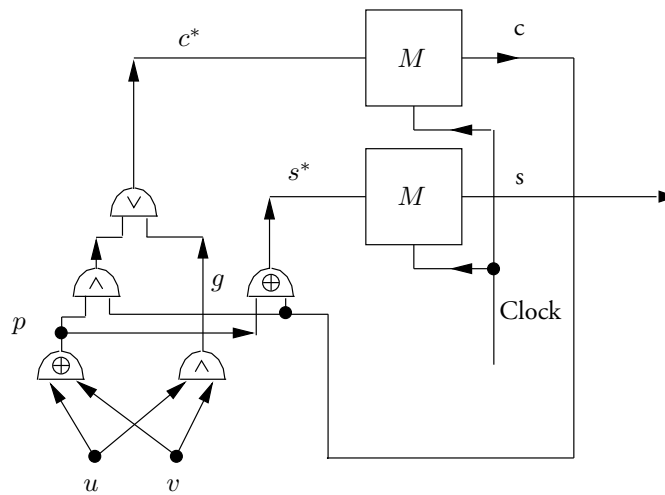 c* M c
s* M s
∨
∧ g ⊕
p Clock
⊕ ∧
u v